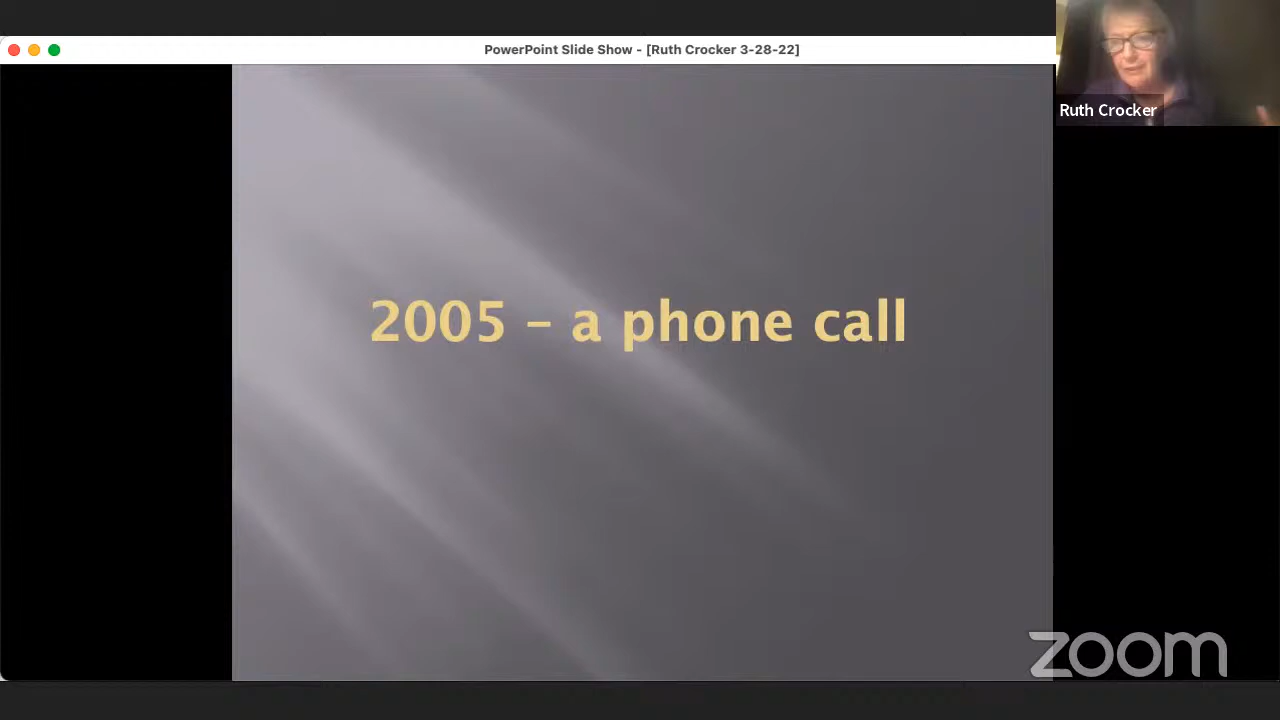 PowerPoint Slide Show - [Ruth Crocker 3-28-22]
Ruth Crocker
2005 – a phone call
zoom